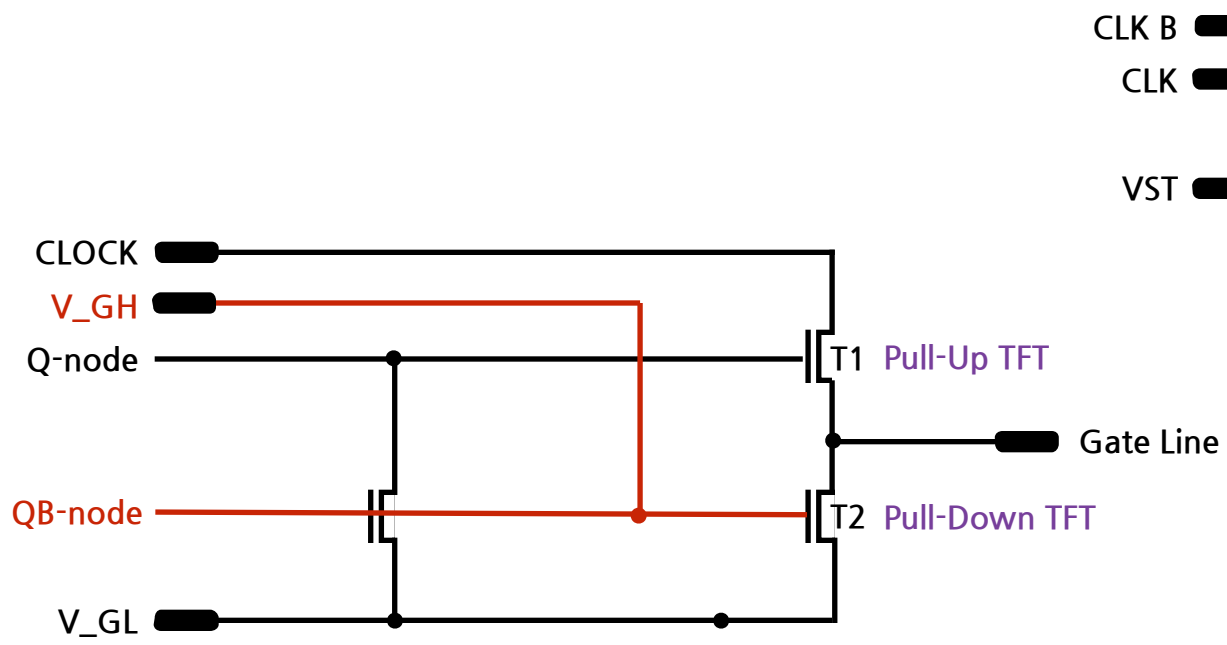 CLK B
CLK
VST
CLOCK
V_GH
Q-node
T1 Pull-Up TFT
Gate Line
QB-node
T2 Pull-Down TFT
V_GL